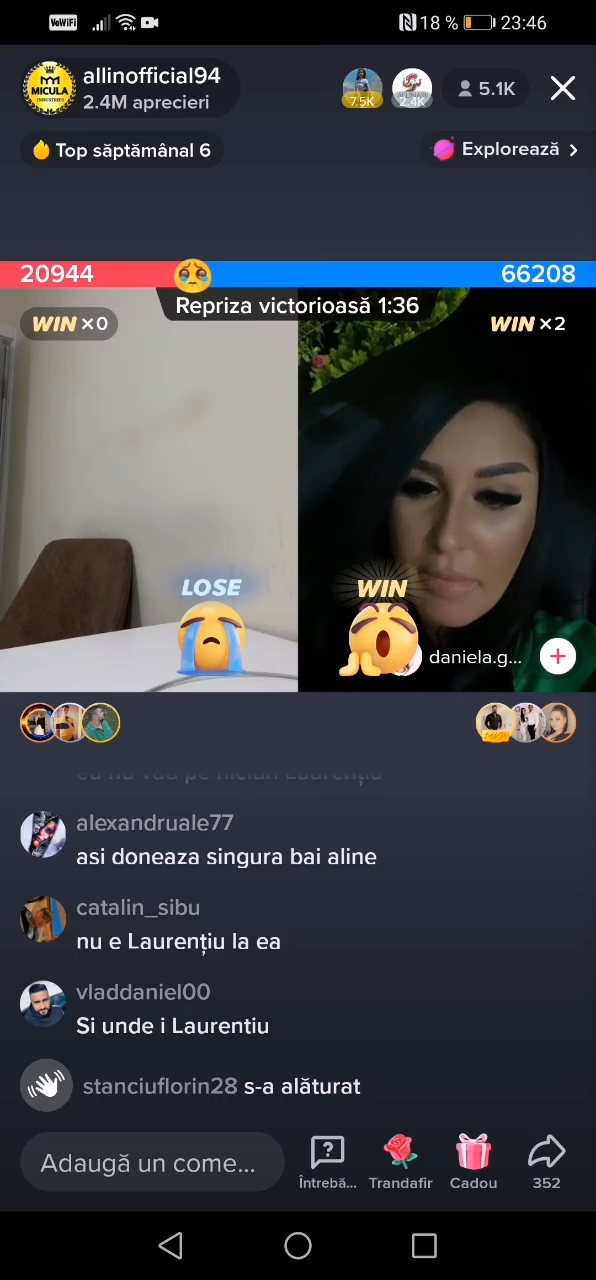 VoWiFi
18 %
23:46
MICULA
INDUSTRIES
allinofficial94
2.4M aprecieri
7.5K
2.4K
5.1K
Top săptămânal 6
Explorează
20944
66208
Repriza victorioasă 1:36
WIN ×0
WIN ×2
LOSE
WIN
daniela.g...
eu nu văd pe niciun Laurențiu
alexandruale77
asi doneaza singura bai aline
catalin_sibu
nu e Laurențiu la ea
vladdaniel00
Si unde i Laurentiu
stanciuflorin28 s-a alăturat
Adaugă un come...
Întrebă...
Trandafir
Cadou
352